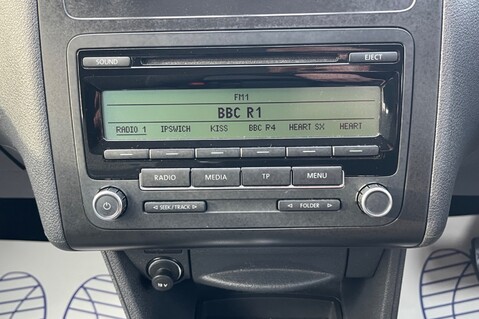 SOUND EJECT
FM1
BBC R1
RADIO 1 IPSWICH KISS BBC R4 HEART SX HEART
RADIO MEDIA TP MENU
◁ SEEK / TRACK ▷ ◁ FOLDER ▷
12 V